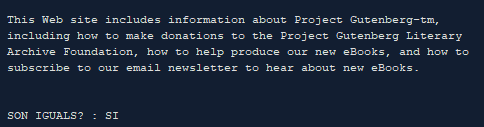 This Web site includes information about Project Gutenberg-tm,
including how to make donations to the Project Gutenberg Literary
Archive Foundation, how to help produce our new eBooks, and how to
subscribe to our email newsletter to hear about new eBooks.
SON IGUALS? : SI